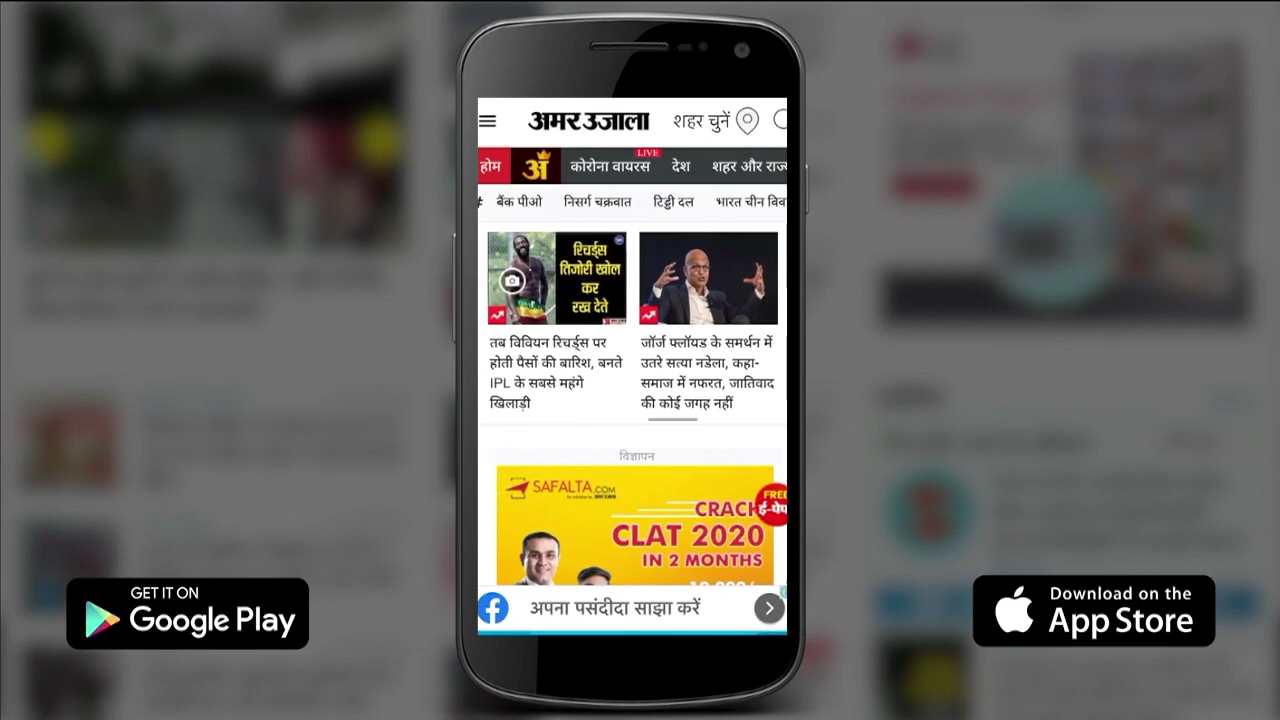 अमर उजाला
शहर चुनें
LIVE
होम
अं
कोरोना वायरस
देश
शहर और राज्
# बैंक पीओ
निसर्ग चक्रवात
टिड्डी दल
भारत चीन विवा
रिचर्ड्स
तिजोरी खोल
कर
रख देते
तब विवियन रिचर्ड्स पर
होती पैसों की बारिश, बनते
IPL के सबसे महंगे
खिलाड़ी
जॉर्ज फ्लॉयड के समर्थन में
उतरे सत्या नडेला, कहा-
समाज में नफरत, जातिवाद
की कोई जगह नहीं
विज्ञापन
SAFALTA.COM
CRACK
CLAT 2020
IN 2 MONTHS
FREE
ई-पेप
अपना पसंदीदा साझा करें
GET IT ON
Google Play
Download on the
App Store